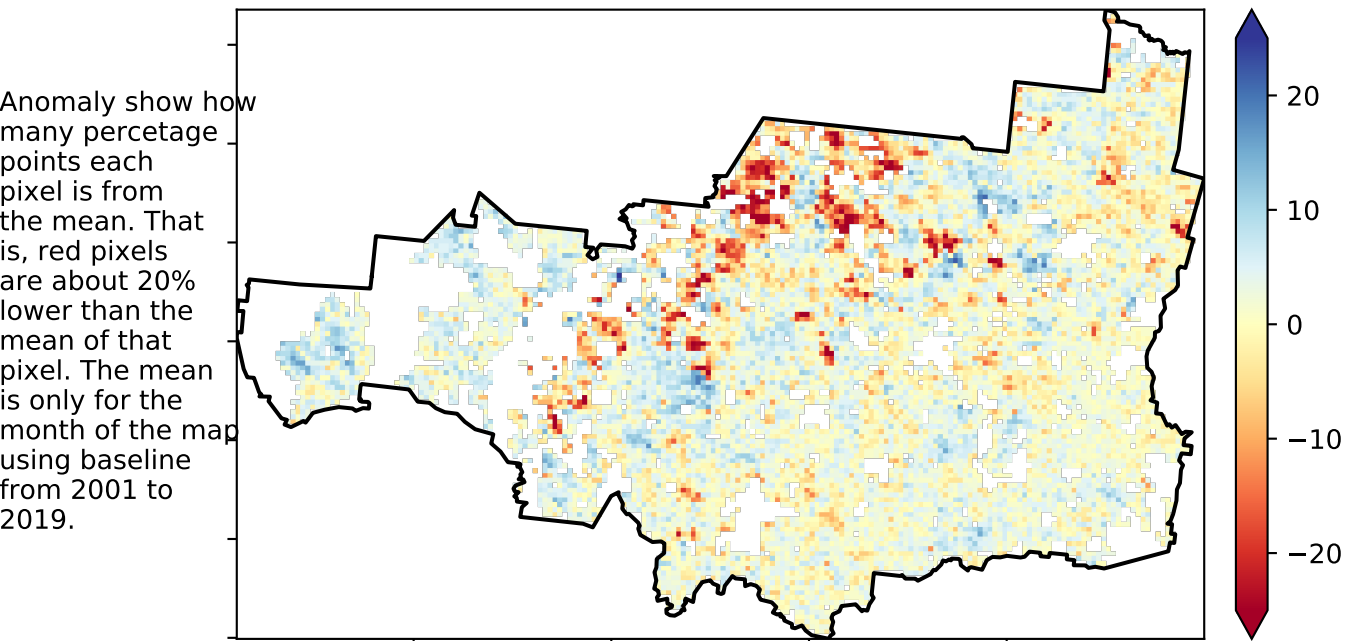 Anomaly show how
many percetage
points each
pixel is from
the mean. That
is, red pixels
are about 20%
lower than the
mean of that
pixel. The mean
is only for the
month of the map
using baseline
from 2001 to
2019.
20
10
0
−10
−20